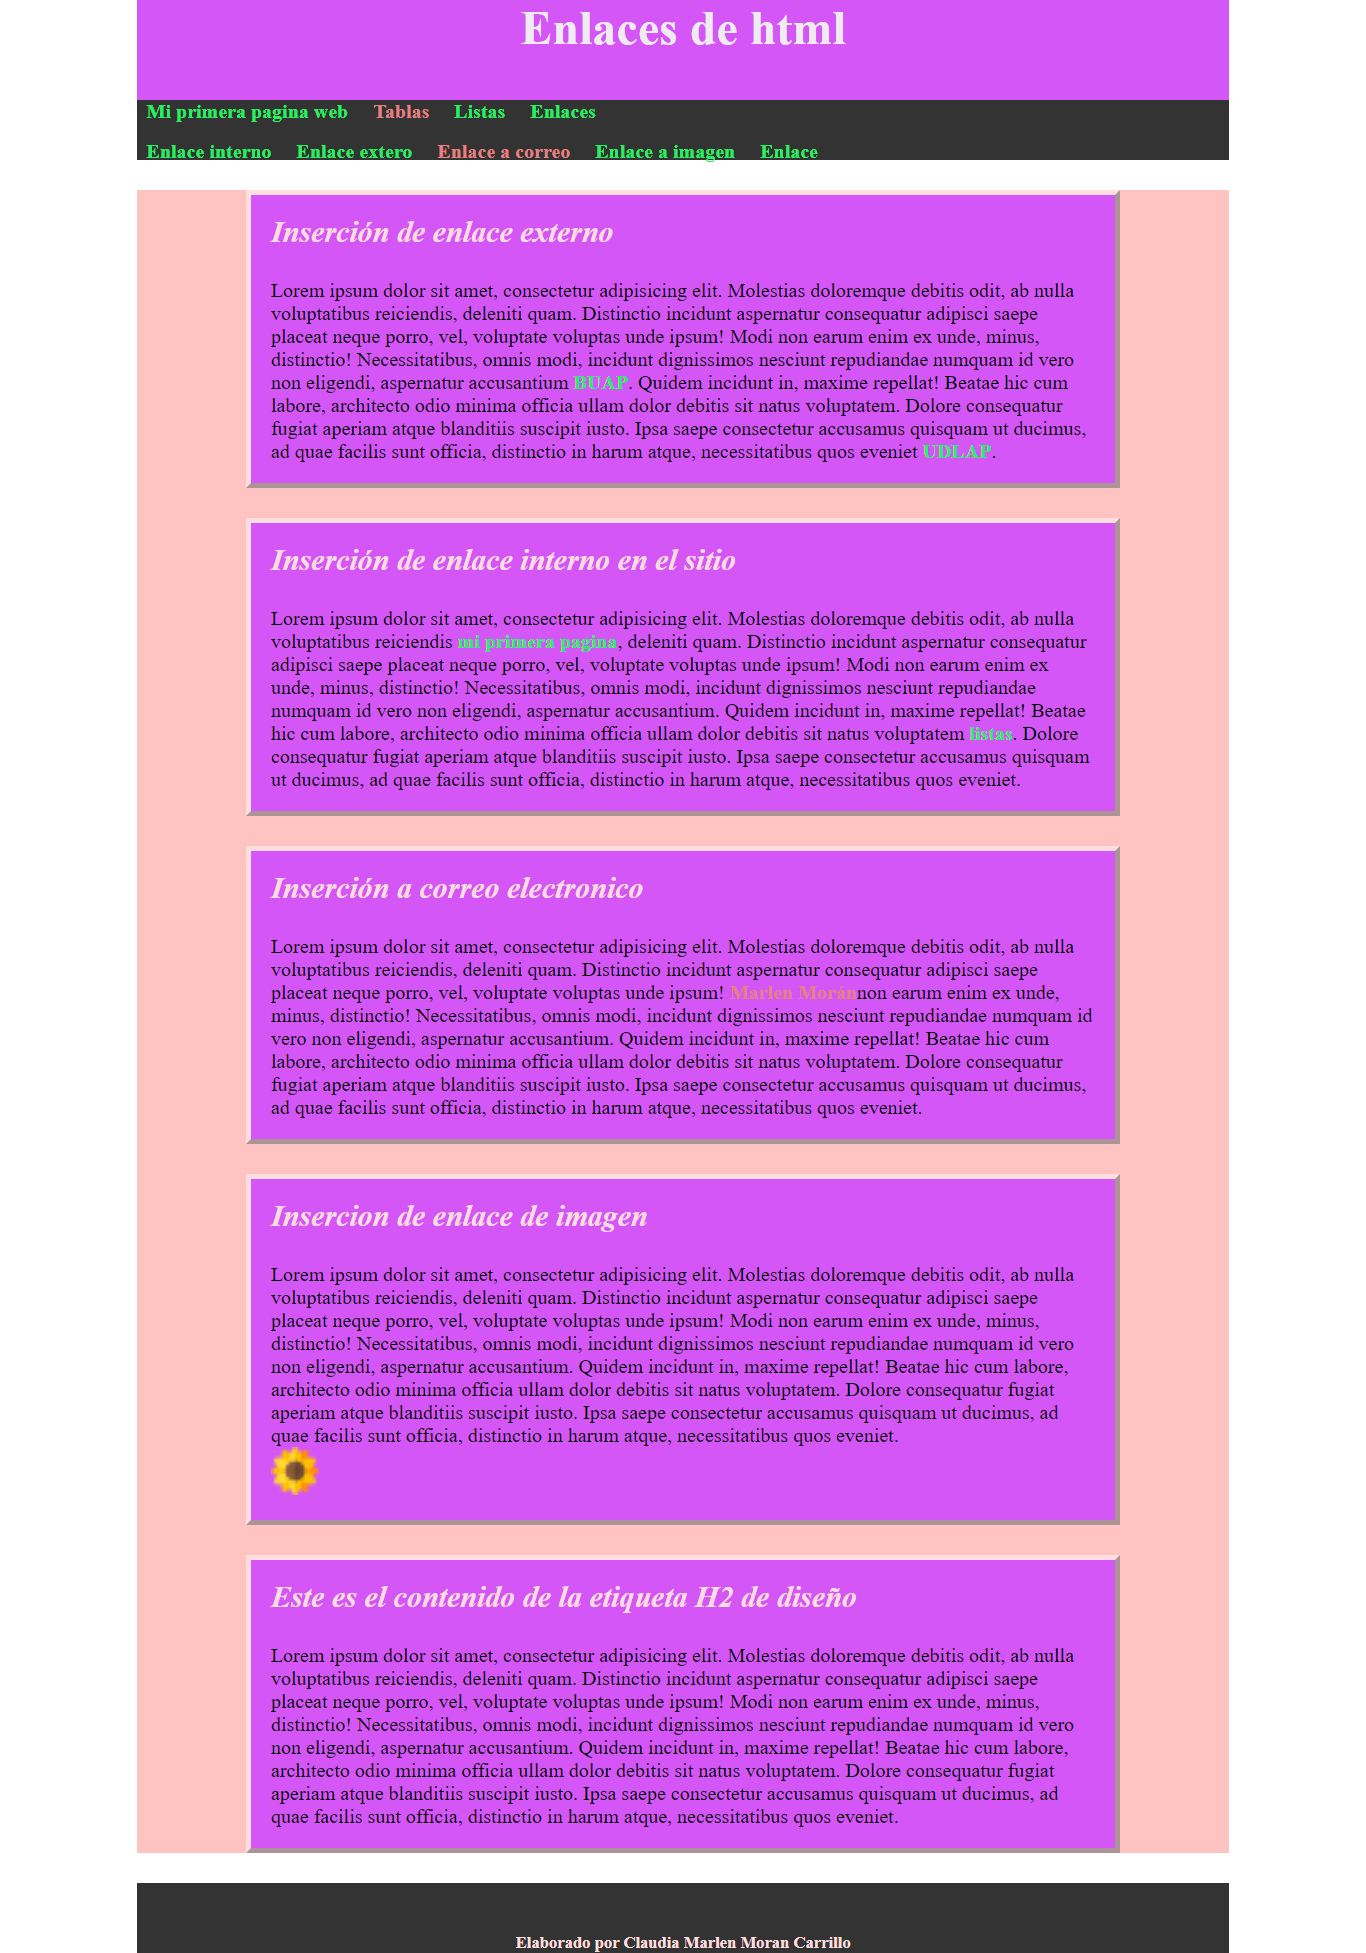 Enlaces de html
Mi primera pagina web Tablas Listas Enlaces
Enlace interno Enlace extero Enlace a correo Enlace a imagen Enlace
Inserción de enlace externo
Lorem ipsum dolor sit amet, consectetur adipisicing elit. Molestias doloremque debitis odit, ab nulla
voluptatibus reiciendis, deleniti quam. Distinctio incidunt aspernatur consequatur adipisci saepe
placeat neque porro, vel, voluptate voluptas unde ipsum! Modi non earum enim ex unde, minus,
distinctio! Necessitatibus, omnis modi, incidunt dignissimos nesciunt repudiandae numquam id vero
non eligendi, aspernatur accusantium BUAP. Quidem incidunt in, maxime repellat! Beatae hic cum
labore, architecto odio minima officia ullam dolor debitis sit natus voluptatem. Dolore consequatur
fugiat aperiam atque blanditiis suscipit iusto. Ipsa saepe consectetur accusamus quisquam ut ducimus,
ad quae facilis sunt officia, distinctio in harum atque, necessitatibus quos eveniet UDLAP.
Inserción de enlace interno en el sitio
Lorem ipsum dolor sit amet, consectetur adipisicing elit. Molestias doloremque debitis odit, ab nulla
voluptatibus reiciendis mi primera pagina, deleniti quam. Distinctio incidunt aspernatur consequatur
adipisci saepe placeat neque porro, vel, voluptate voluptas unde ipsum! Modi non earum enim ex
unde, minus, distinctio! Necessitatibus, omnis modi, incidunt dignissimos nesciunt repudiandae
numquam id vero non eligendi, aspernatur accusantium. Quidem incidunt in, maxime repellat! Beatae
hic cum labore, architecto odio minima officia ullam dolor debitis sit natus voluptatem listas. Dolore
consequatur fugiat aperiam atque blanditiis suscipit iusto. Ipsa saepe consectetur accusamus quisquam
ut ducimus, ad quae facilis sunt officia, distinctio in harum atque, necessitatibus quos eveniet.
Inserción a correo electronico
Lorem ipsum dolor sit amet, consectetur adipisicing elit. Molestias doloremque debitis odit, ab nulla
voluptatibus reiciendis, deleniti quam. Distinctio incidunt aspernatur consequatur adipisci saepe
placeat neque porro, vel, voluptate voluptas unde ipsum! Marlen Moránnon earum enim ex unde,
minus, distinctio! Necessitatibus, omnis modi, incidunt dignissimos nesciunt repudiandae numquam id
vero non eligendi, aspernatur accusantium. Quidem incidunt in, maxime repellat! Beatae hic cum
labore, architecto odio minima officia ullam dolor debitis sit natus voluptatem. Dolore consequatur
fugiat aperiam atque blanditiis suscipit iusto. Ipsa saepe consectetur accusamus quisquam ut ducimus,
ad quae facilis sunt officia, distinctio in harum atque, necessitatibus quos eveniet.
Insercion de enlace de imagen
Lorem ipsum dolor sit amet, consectetur adipisicing elit. Molestias doloremque debitis odit, ab nulla
voluptatibus reiciendis, deleniti quam. Distinctio incidunt aspernatur consequatur adipisci saepe
placeat neque porro, vel, voluptate voluptas unde ipsum! Modi non earum enim ex unde, minus,
distinctio! Necessitatibus, omnis modi, incidunt dignissimos nesciunt repudiandae numquam id vero
non eligendi, aspernatur accusantium. Quidem incidunt in, maxime repellat! Beatae hic cum labore,
architecto odio minima officia ullam dolor debitis sit natus voluptatem. Dolore consequatur fugiat
aperiam atque blanditiis suscipit iusto. Ipsa saepe consectetur accusamus quisquam ut ducimus, ad
quae facilis sunt officia, distinctio in harum atque, necessitatibus quos eveniet.
Este es el contenido de la etiqueta H2 de diseño
Lorem ipsum dolor sit amet, consectetur adipisicing elit. Molestias doloremque debitis odit, ab nulla
voluptatibus reiciendis, deleniti quam. Distinctio incidunt aspernatur consequatur adipisci saepe
placeat neque porro, vel, voluptate voluptas unde ipsum! Modi non earum enim ex unde, minus,
distinctio! Necessitatibus, omnis modi, incidunt dignissimos nesciunt repudiandae numquam id vero
non eligendi, aspernatur accusantium. Quidem incidunt in, maxime repellat! Beatae hic cum labore,
architecto odio minima officia ullam dolor debitis sit natus voluptatem. Dolore consequatur fugiat
aperiam atque blanditiis suscipit iusto. Ipsa saepe consectetur accusamus quisquam ut ducimus, ad
quae facilis sunt officia, distinctio in harum atque, necessitatibus quos eveniet.
Elaborado por Claudia Marlen Moran Carrillo